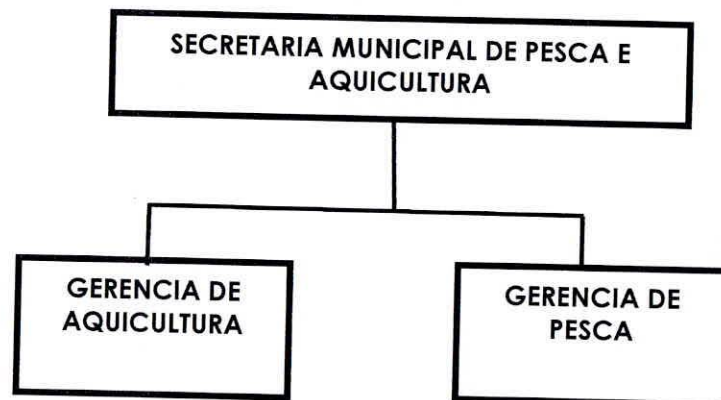 SECRETARIA MUNICIPAL DE PESCA E
AQUICULTURA
GERENCIA DE
AQUICULTURA
GERENCIA DE
PESCA